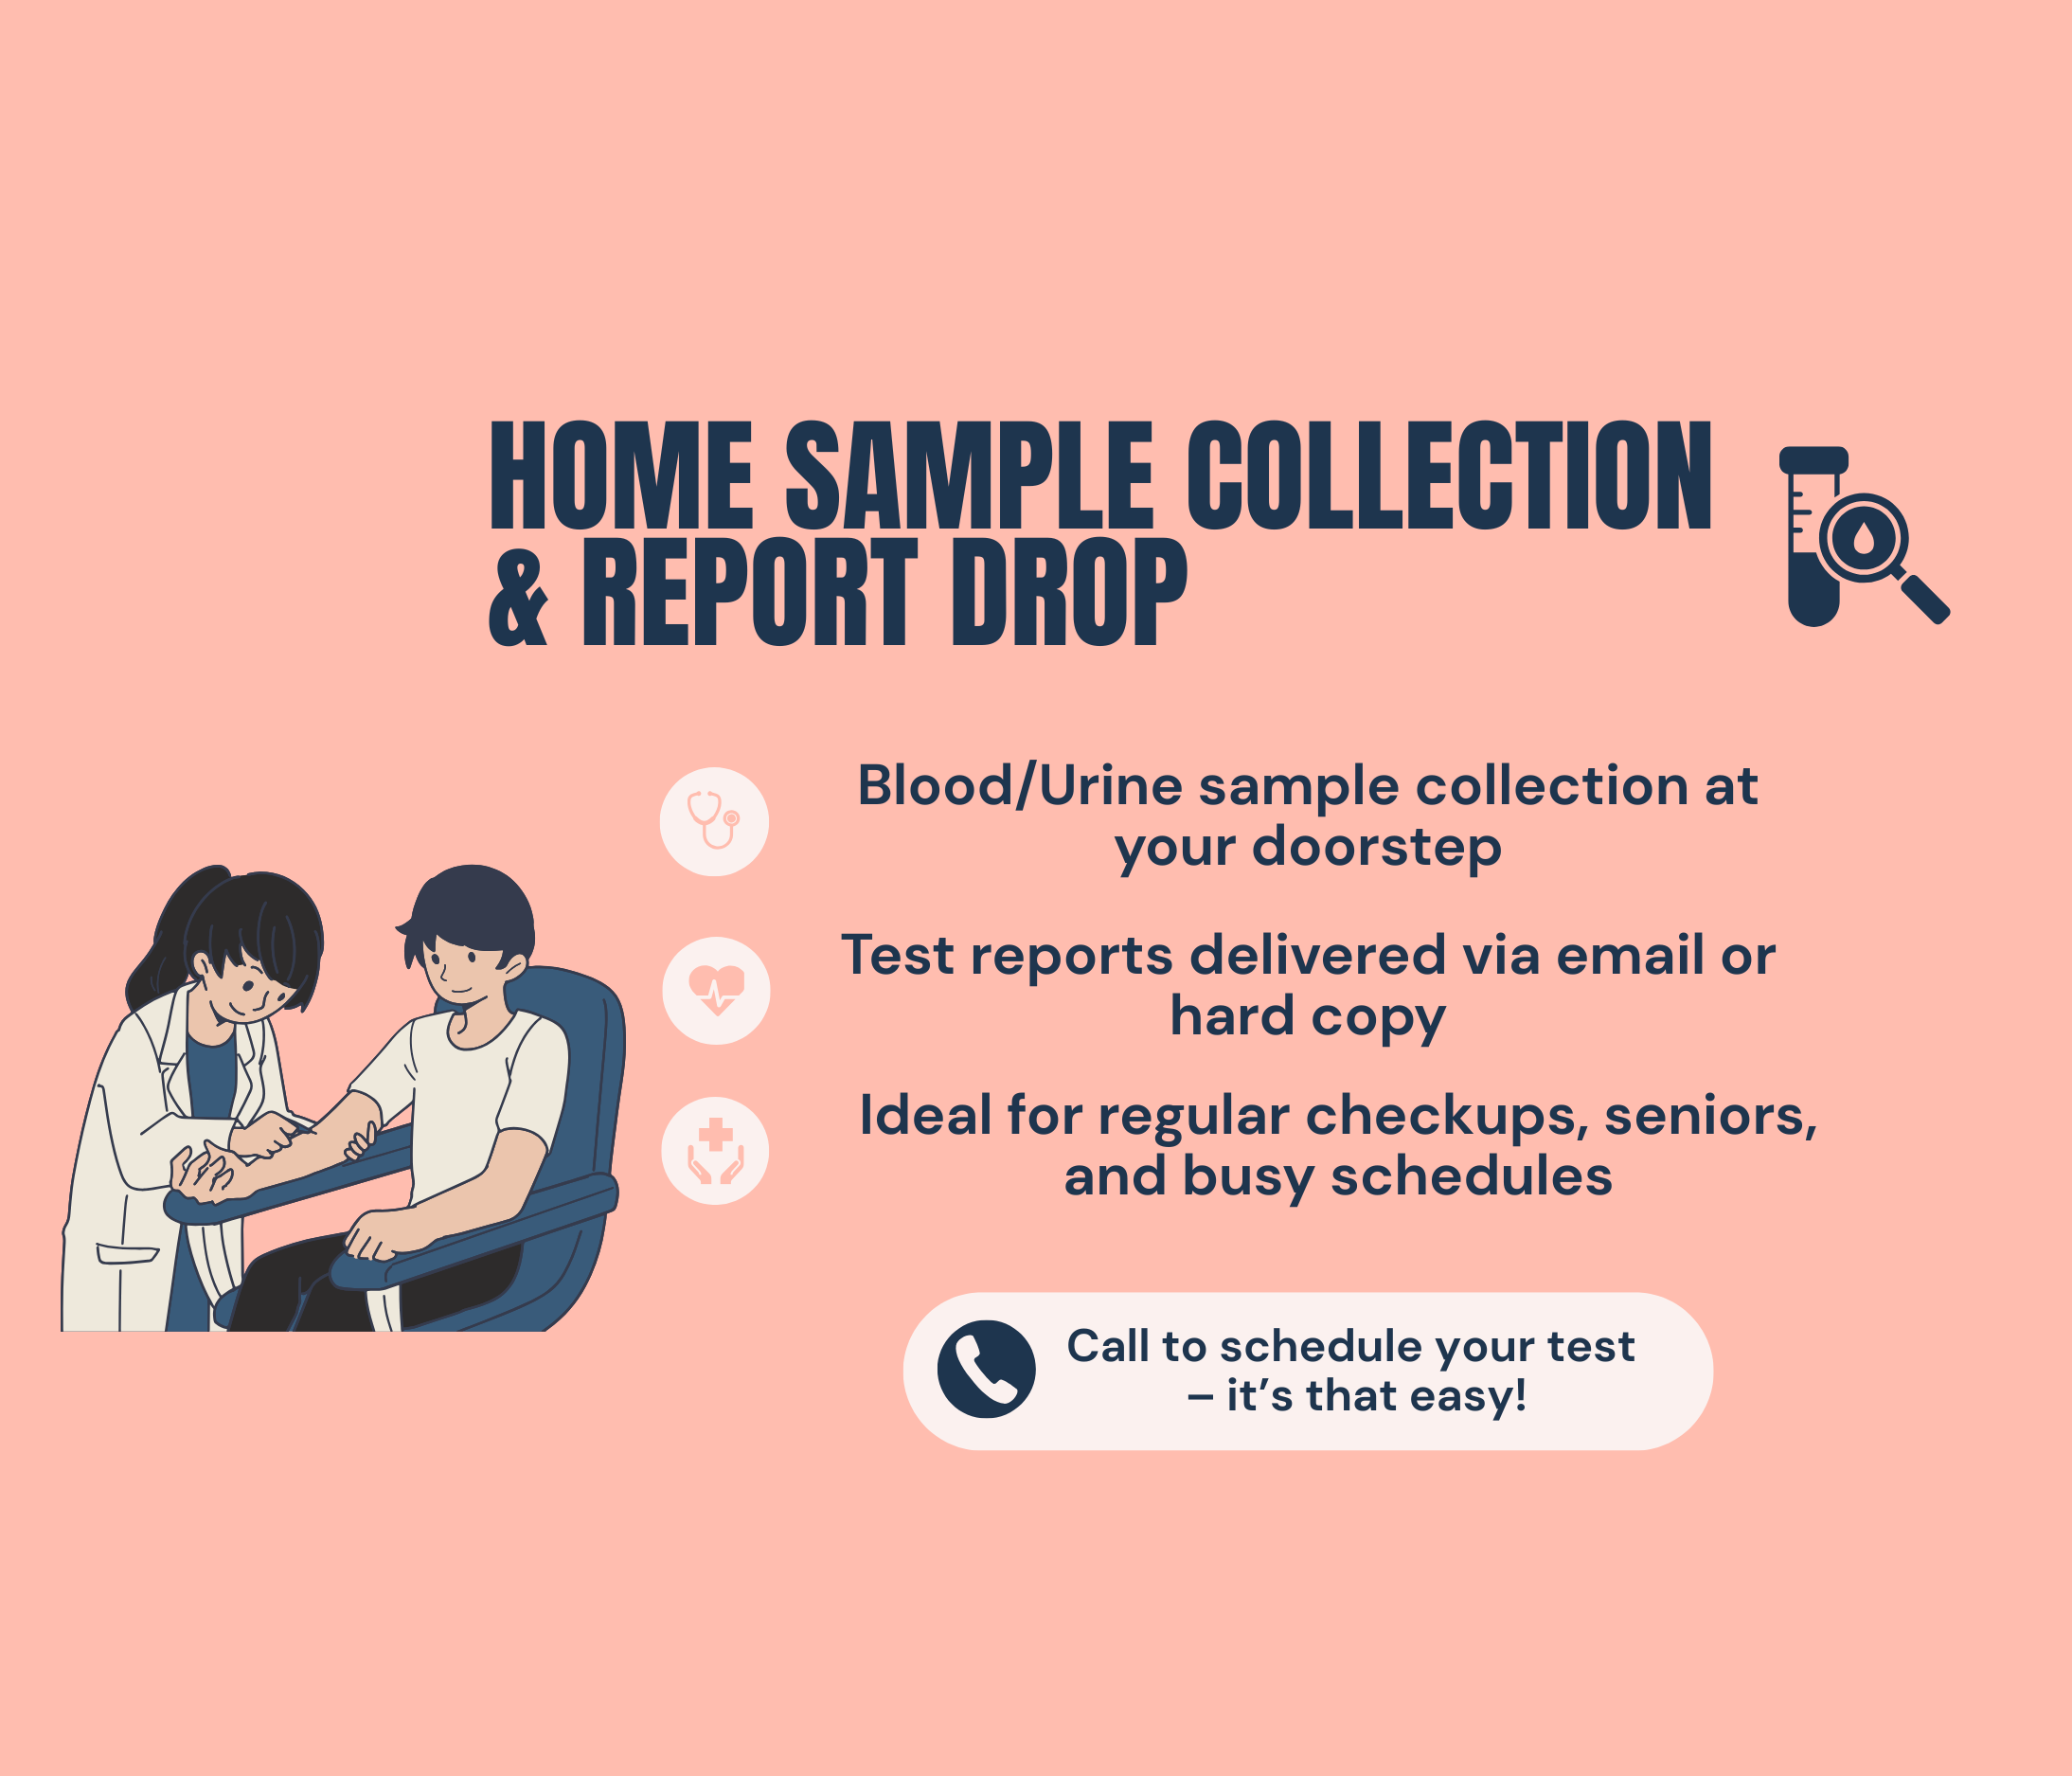 HOME SAMPLE COLLECTION
& REPORT DROP
Blood/Urine sample collection at
your doorstep
Test reports delivered via email or
hard copy
Ideal for regular checkups, seniors,
and busy schedules
Call to schedule your test
– it’s that easy!